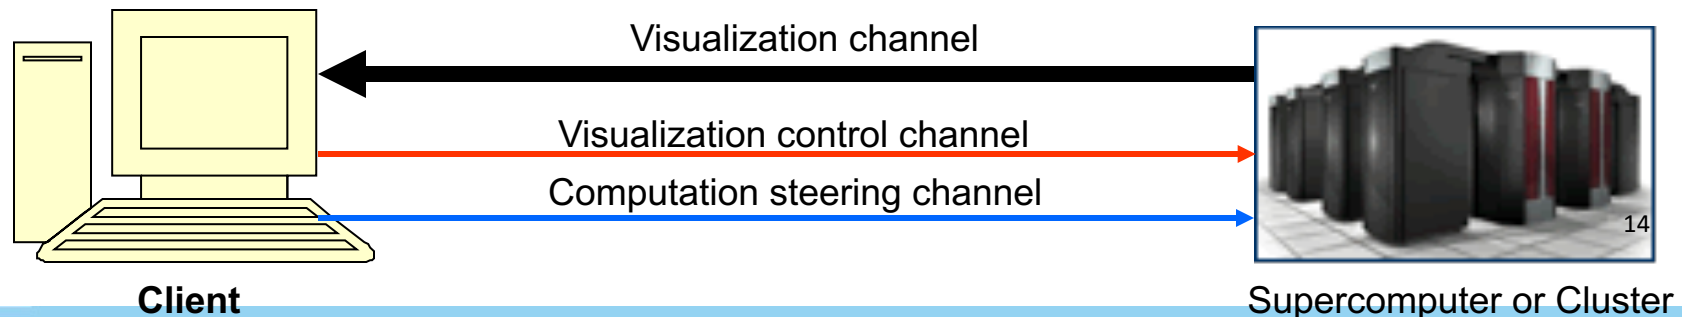 Visualization channel
Visualization control channel
Computation steering channel
14
Client
Supercomputer or Cluster